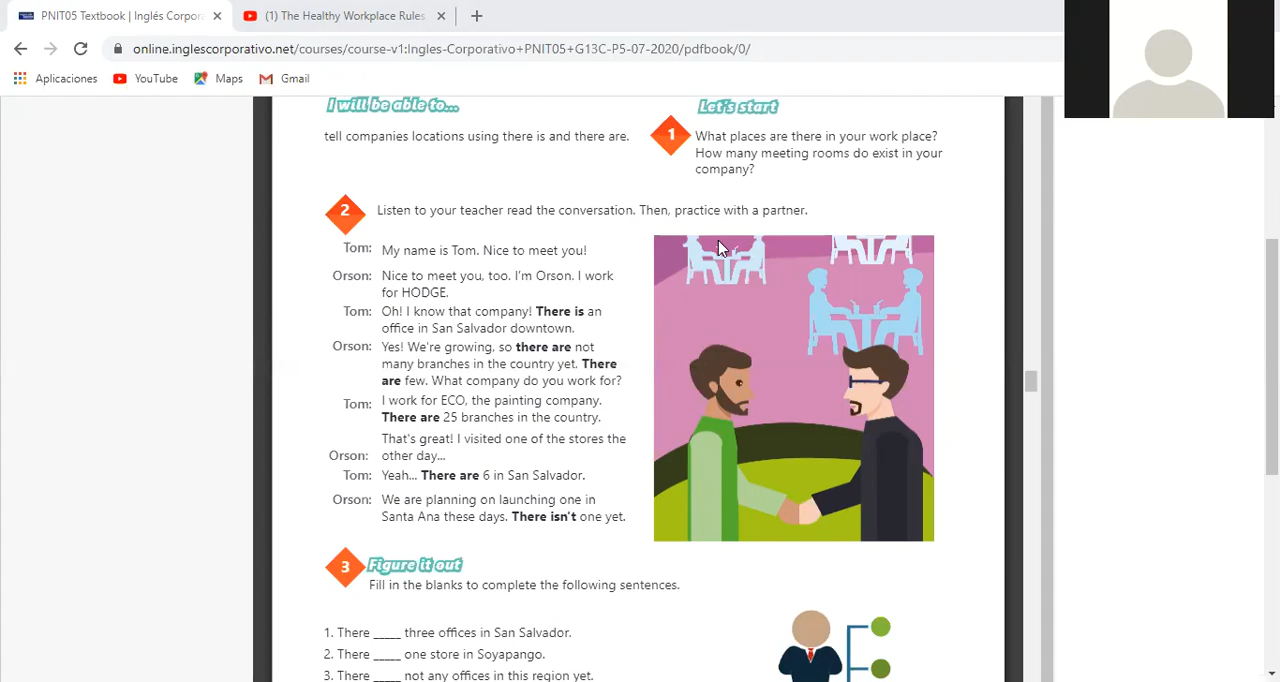 PNIT05 Textbook | Inglés Corpora
(1) The Healthy Workplace Rules
online.inglescorporativo.net/courses/course-v1:Ingles-Corporativo+PNIT05+G13C-P5-07-2020/pdfbook/0/
Aplicaciones YouTube Maps Gmail
I will be able to...
tell companies locations using there is and there are.
Let's start
1 What places are there in your work place?
How many meeting rooms do exist in your
company?
2 Listen to your teacher read the conversation. Then, practice with a partner.
Tom: My name is Tom. Nice to meet you!
Orson: Nice to meet you, too. I'm Orson. I work
for HODGE.
Tom: Oh! I know that company! There is an
office in San Salvador downtown.
Orson: Yes! We're growing, so there are not
many branches in the country yet. There
are few. What company do you work for?
Tom: I work for ECO, the painting company.
There are 25 branches in the country.
That's great! I visited one of the stores the
Orson: other day...
Tom: Yeah... There are 6 in San Salvador.
Orson: We are planning on launching one in
Santa Ana these days. There isn't one yet.
3 Figure it out
Fill in the blanks to complete the following sentences.
1. There _____ three offices in San Salvador.
2. There _____ one store in Soyapango.
3. There _____ not any offices in this region yet.